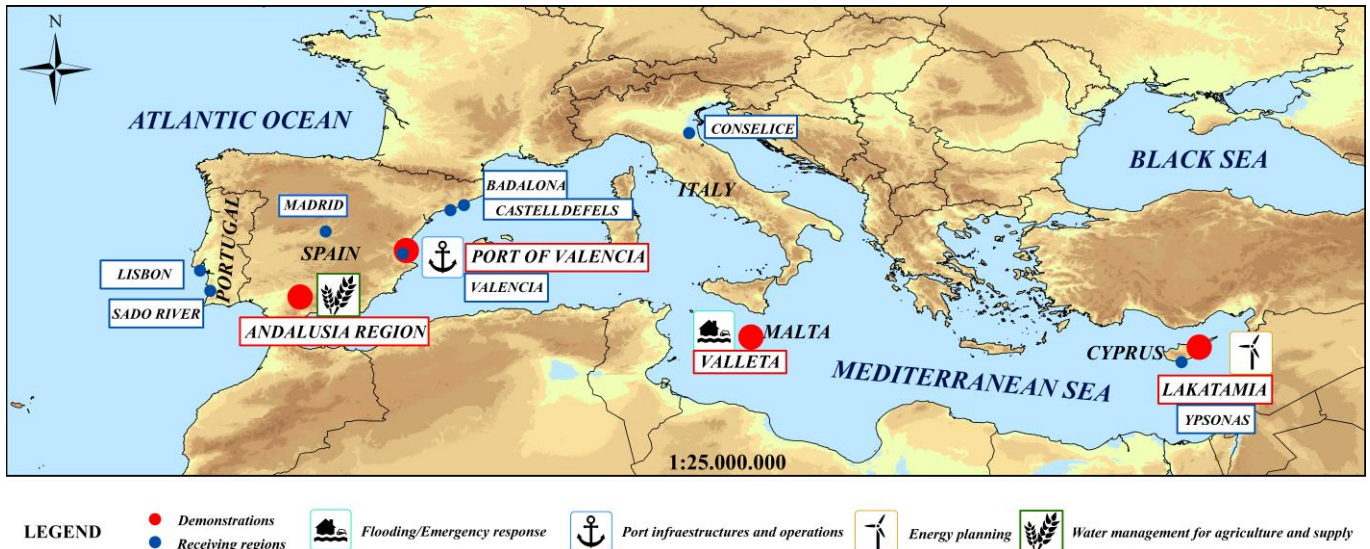 N
ATLANTIC OCEAN
CONSELICE
BLACK SEA
BADALONA
ITALY
MADRID
CASTELLDEFELS
PORTUGAL
SPAIN
PORT OF VALENCIA
LISBON
VALENCIA
SADO RIVER
ANDALUSIA REGION
MALTA
VALLETA
CYPRUS
MEDITERRANEAN SEA
LAKATAMIA
YPSONAS
1:25.000.000
LEGEND
Demonstrations
Receiving regions
Flooding/Emergency response
Port infraestructures and operations
Energy planning
Water management for agriculture and supply